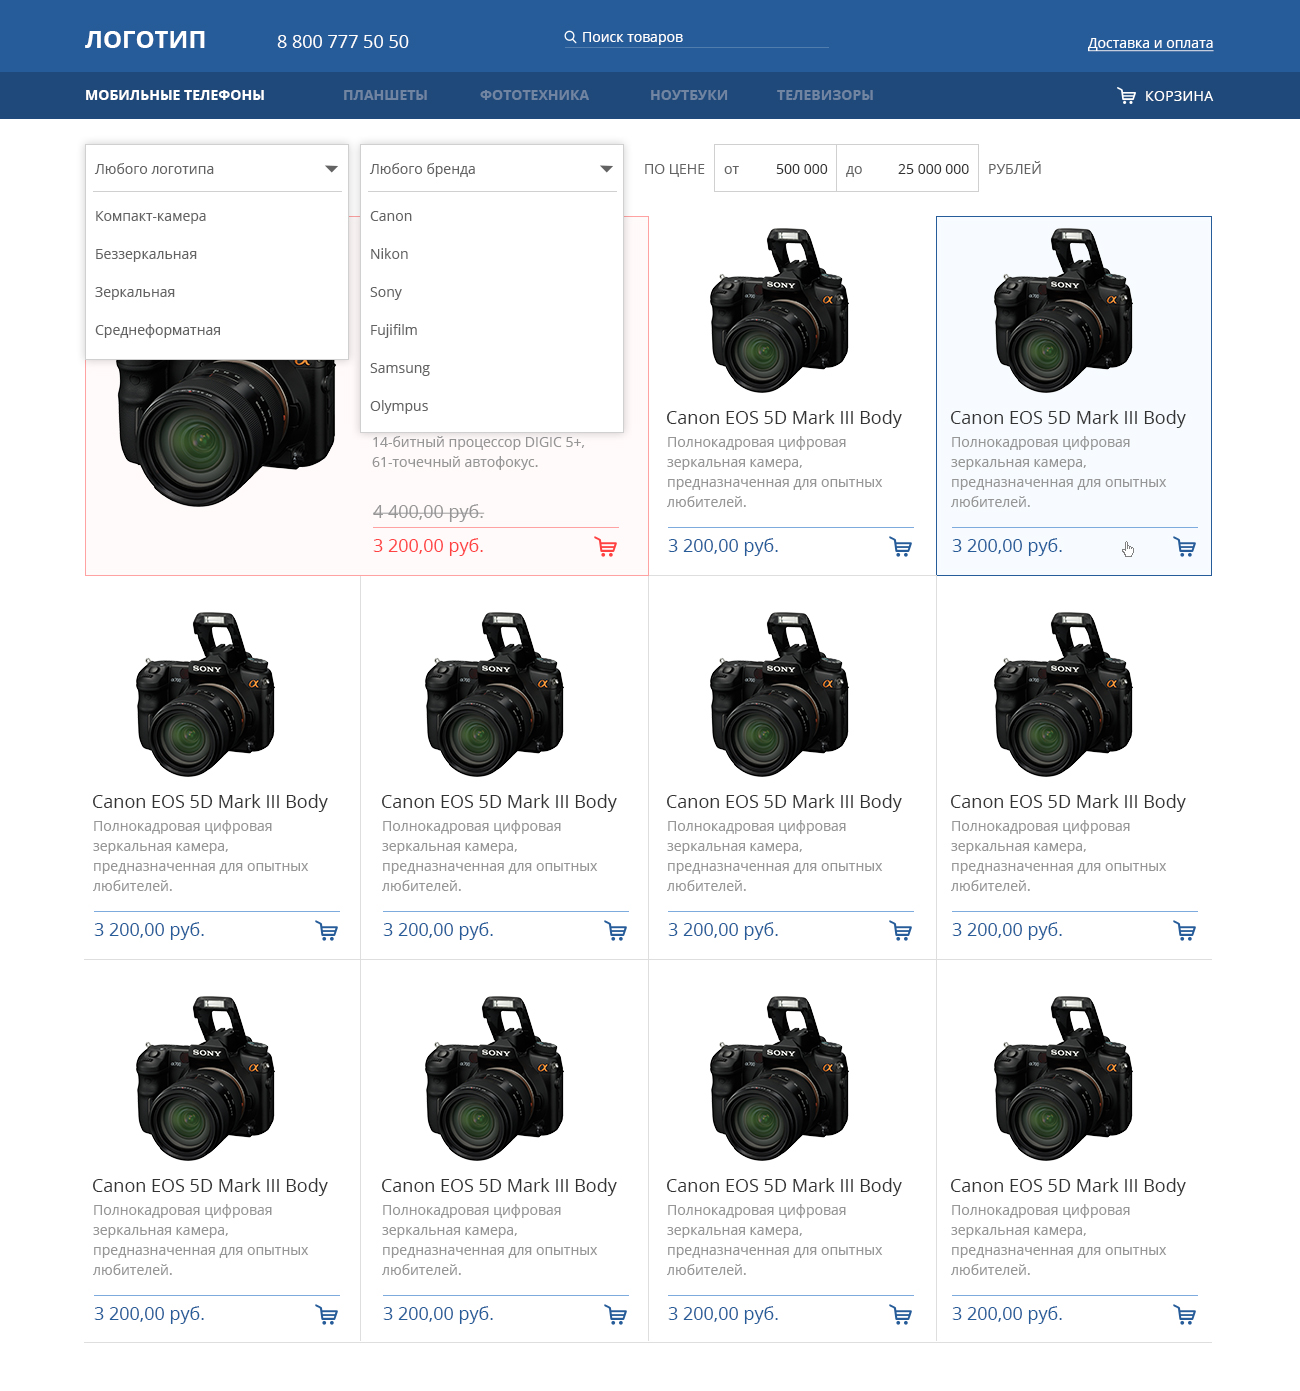 ЛОГОТИП
8 800 777 50 50
Поиск товаров
Доставка и оплата
МОБИЛЬНЫЕ ТЕЛЕФОНЫ
ПЛАНШЕТЫ
ФОТОТЕХНИКА
НОУТБУКИ
ТЕЛЕВИЗОРЫ
КОРЗИНА
Любого логотипа
Компакт-камера
Беззеркальная
Зеркальная
Среднеформатная
Любого бренда
Canon
Nikon
Sony
Fujifilm
Samsung
Olympus
ПО ЦЕНЕ
от 500 000
до 25 000 000
РУБЛЕЙ
α
14-битный процессор DIGIC 5+,
61-точечный автофокус.
4 400,00 руб.
3 200,00 руб.
SONY
α
Canon EOS 5D Mark III Body
Полнокадровая цифровая
зеркальная камера,
предназначенная для опытных
любителей.
3 200,00 руб.
SONY
α
Canon EOS 5D Mark III Body
Полнокадровая цифровая
зеркальная камера,
предназначенная для опытных
любителей.
3 200,00 руб.
SONY
α
Canon EOS 5D Mark III Body
Полнокадровая цифровая
зеркальная камера,
предназначенная для опытных
любителей.
3 200,00 руб.
SONY
α
Canon EOS 5D Mark III Body
Полнокадровая цифровая
зеркальная камера,
предназначенная для опытных
любителей.
3 200,00 руб.
SONY
α
Canon EOS 5D Mark III Body
Полнокадровая цифровая
зеркальная камера,
предназначенная для опытных
любителей.
3 200,00 руб.
SONY
α
Canon EOS 5D Mark III Body
Полнокадровая цифровая
зеркальная камера,
предназначенная для опытных
любителей.
3 200,00 руб.
SONY
α
Canon EOS 5D Mark III Body
Полнокадровая цифровая
зеркальная камера,
предназначенная для опытных
любителей.
3 200,00 руб.
SONY
α
Canon EOS 5D Mark III Body
Полнокадровая цифровая
зеркальная камера,
предназначенная для опытных
любителей.
3 200,00 руб.
SONY
α
Canon EOS 5D Mark III Body
Полнокадровая цифровая
зеркальная камера,
предназначенная для опытных
любителей.
3 200,00 руб.
SONY
α
Canon EOS 5D Mark III Body
Полнокадровая цифровая
зеркальная камера,
предназначенная для опытных
любителей.
3 200,00 руб.